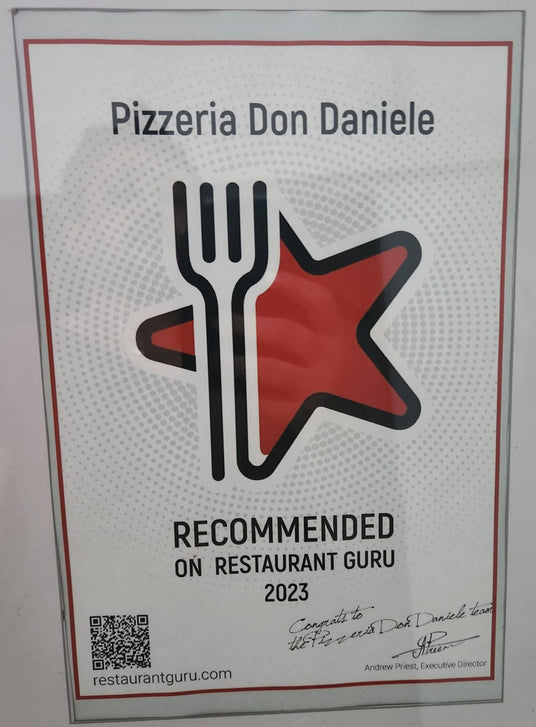 Pizzeria Don Daniele
RECOMMENDED
ON RESTAURANT GURU
2023
Congrats to
the Pizzeria Don Daniele team
Andrew Priest, Executive Director
restaurantguru.com